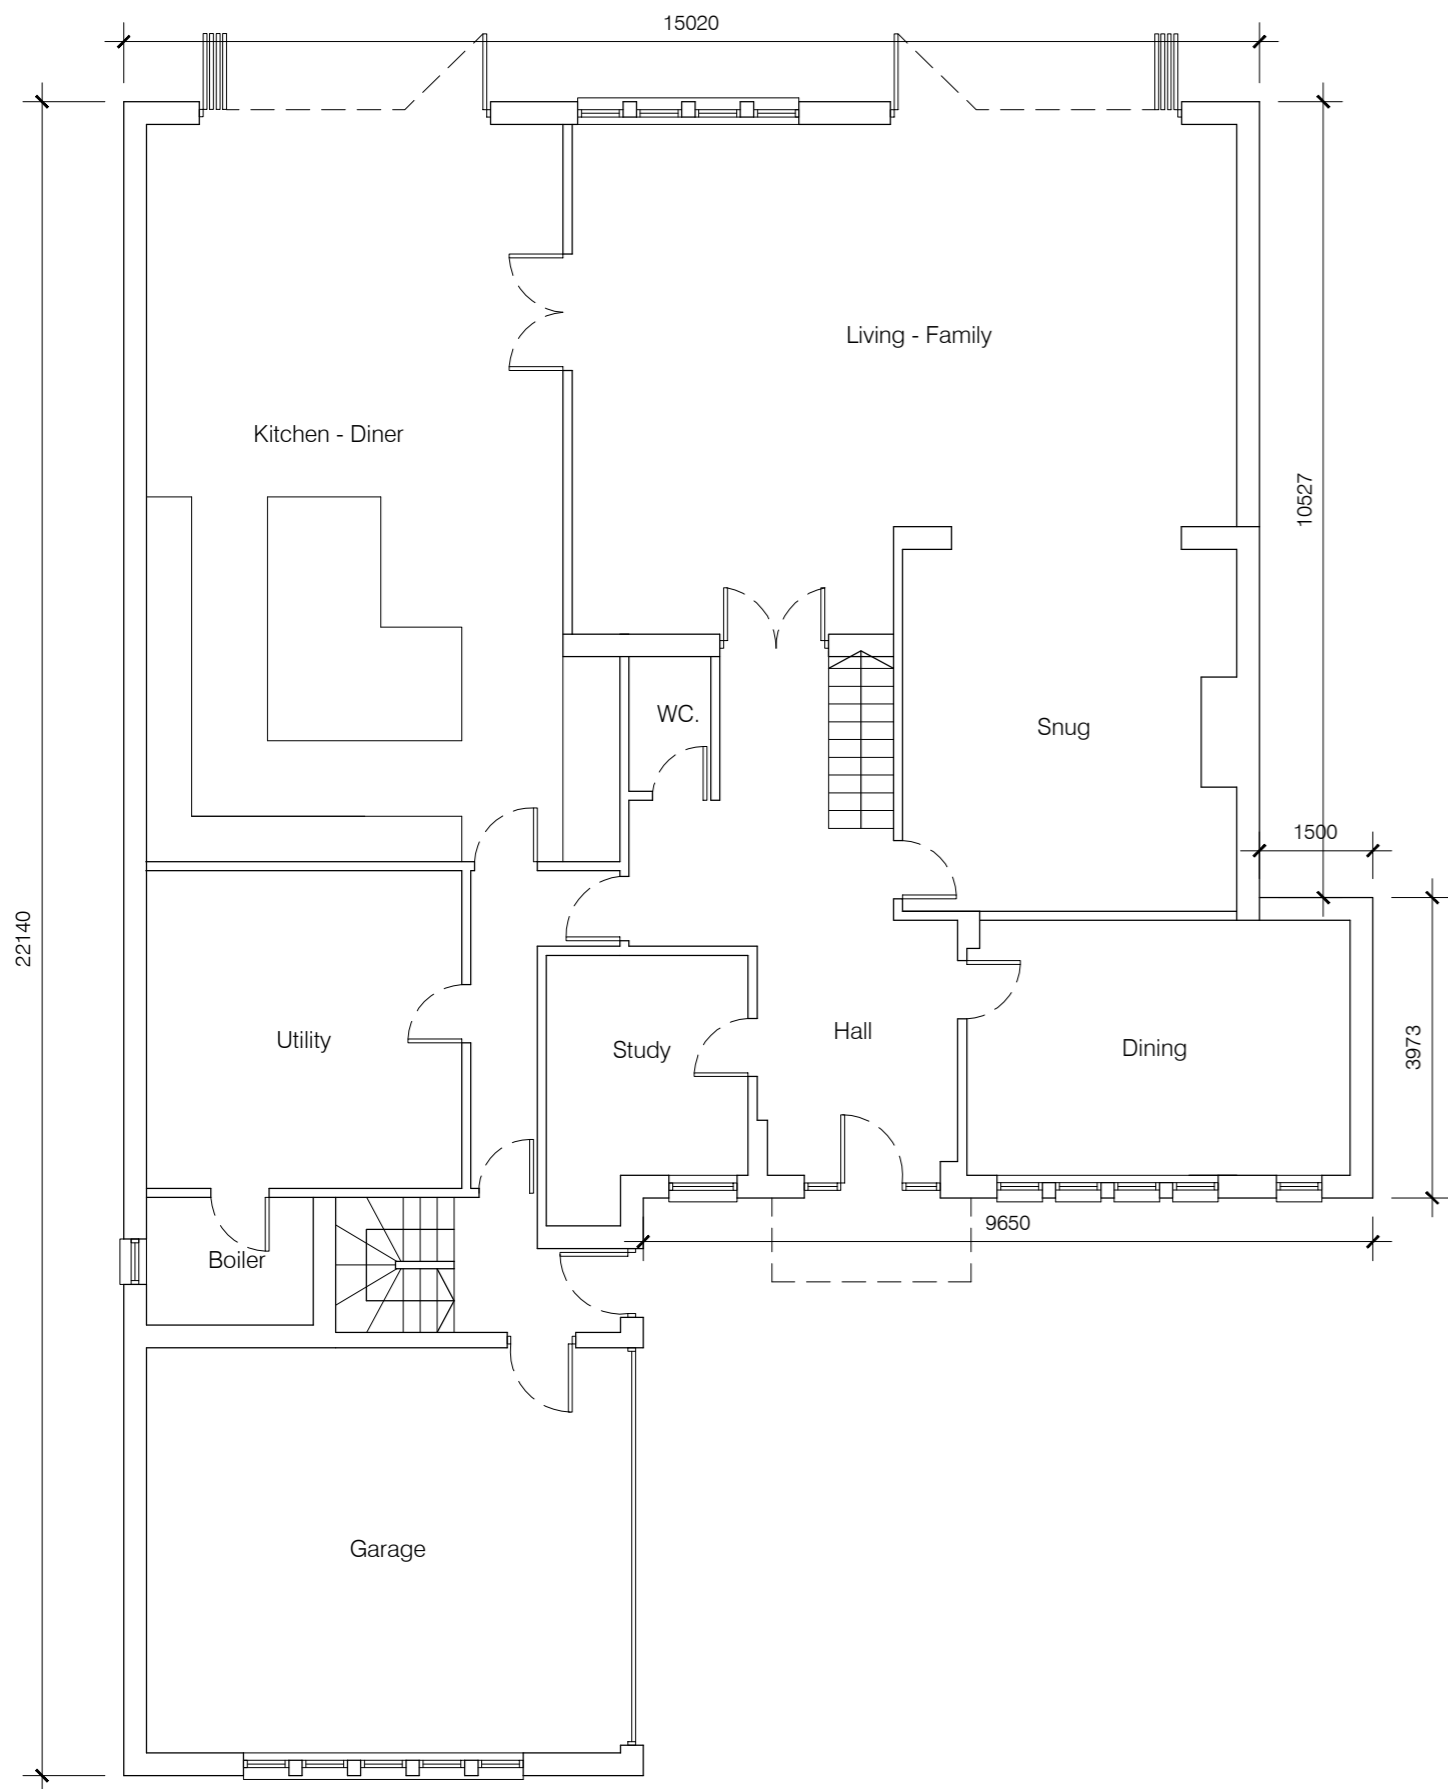 15020
Living - Family
Kitchen - Diner
10527
WC.
Snug
1500
22140
Utility
Study
Hall
Dining
3973
9650
Boiler
Garage